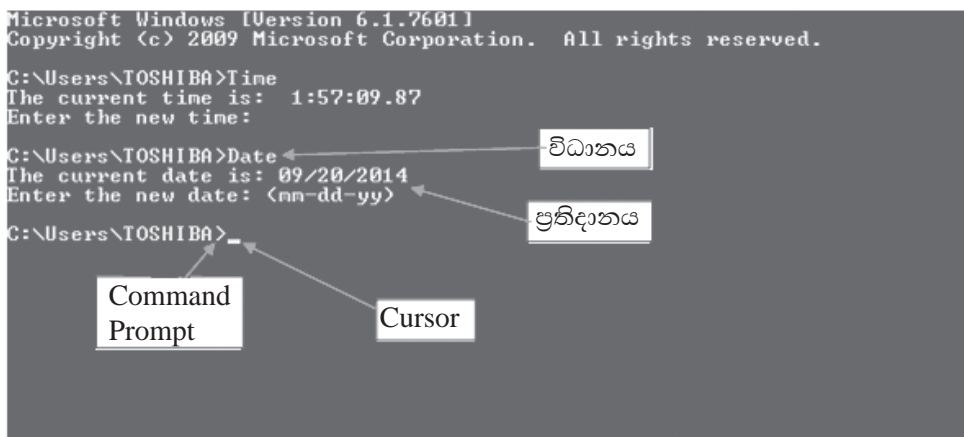 Microsoft Windows [Version 6.1.7601]
Copyright (c) 2009 Microsoft Corporation.  All rights reserved.
C:\Users\TOSHIBA>Time
The current time is:  1:57:09.87
Enter the new time:
C:\Users\TOSHIBA>Date
විධානය
The current date is: 09/20/2014
Enter the new date: (mm-dd-yy)
ප්‍රතිදානය
C:\Users\TOSHIBA>_
Command
Prompt
Cursor